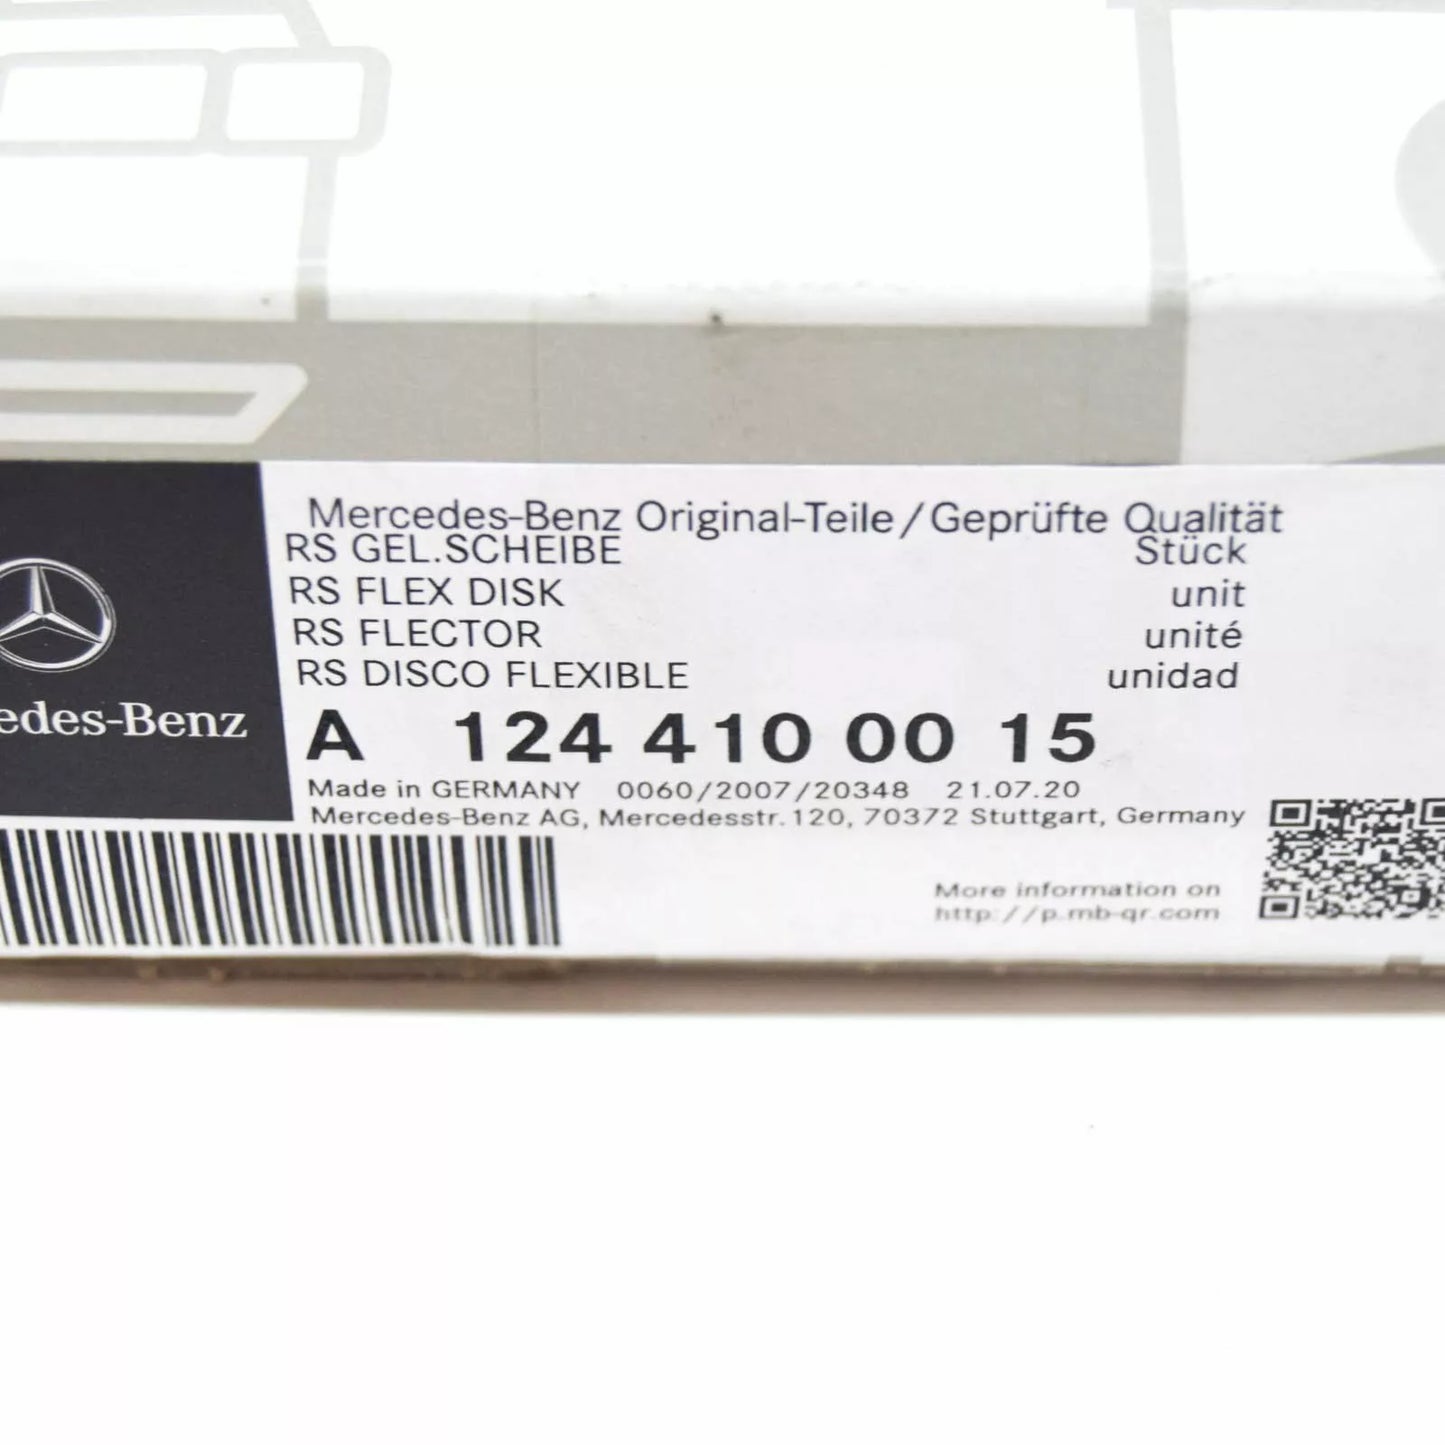 Mercedes-Benz Original-Teile/Geprüfte Qualität
RS GEL.SCHEIBE Stück
RS FLEX DISK unit
RS FLECTOR unité
RS DISCO FLEXIBLE unidad
edes-Benz
A 124 410 00 15
Made in GERMANY 0060/2007/20348 21.07.20
Mercedes-Benz AG, Mercedesstr.120, 70372 Stuttgart, Germany
More information on
http://p.mb-qr.com